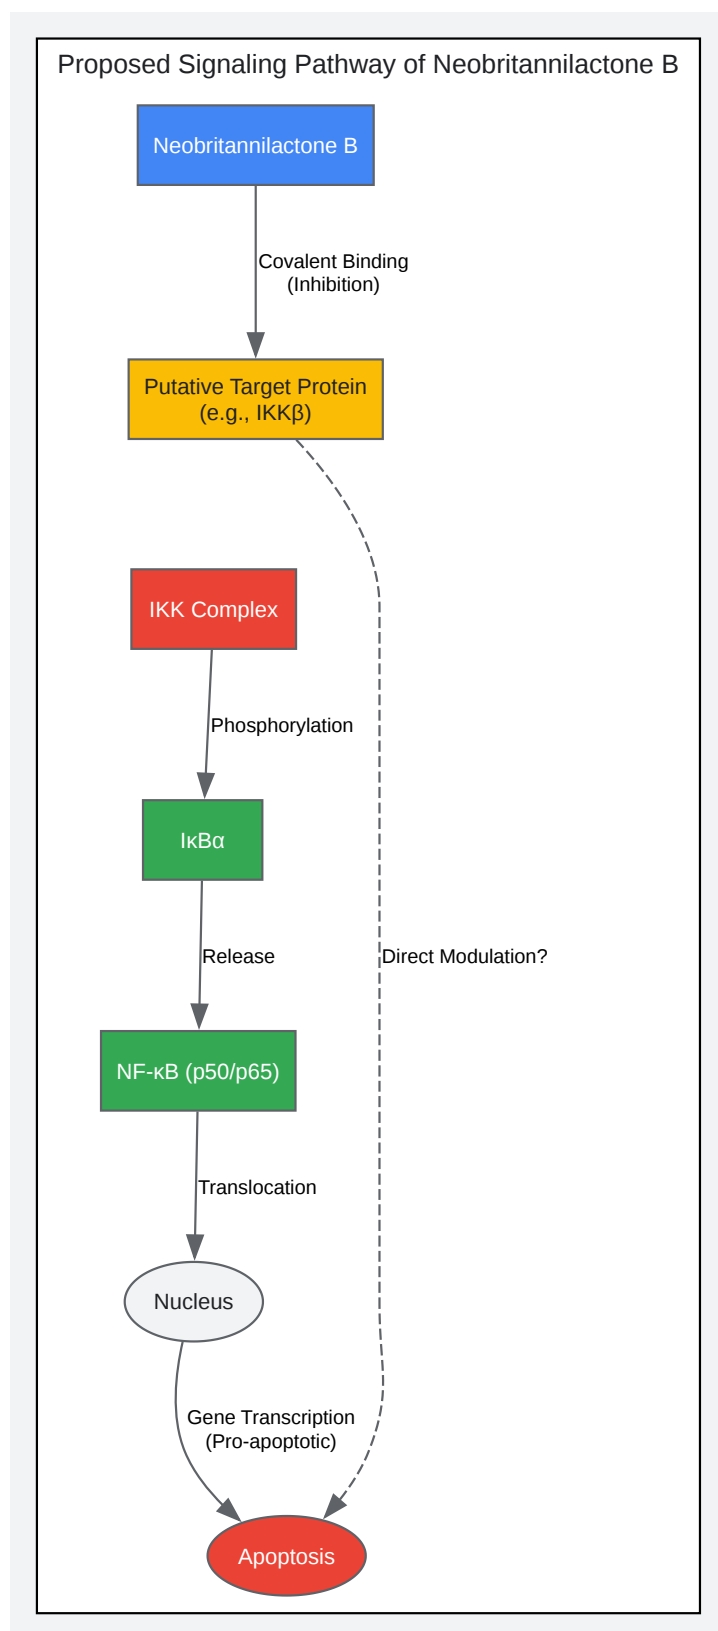 Proposed Signaling Pathway of Neobritannilactone B
Neobritannilactone B
Covalent Binding
(Inhibition)
Putative Target Protein
(e.g., IKKβ)
IKK Complex
Phosphorylation
IκBα
Release
Direct Modulation?
NF-κB (p50/p65)
Translocation
Nucleus
Gene Transcription
(Pro-apoptotic)
Apoptosis